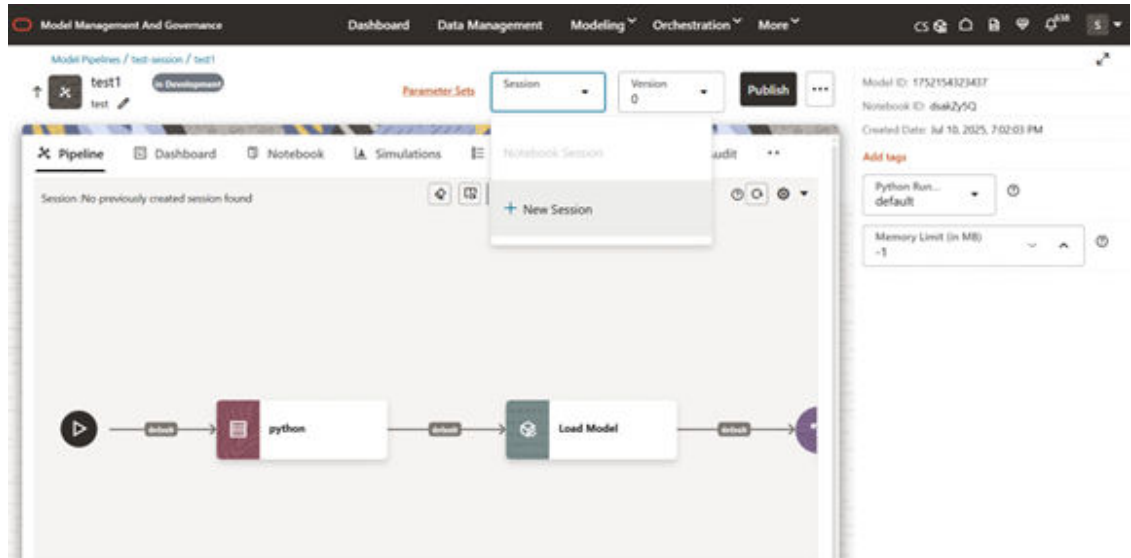 Model Management And Governance Dashboard Data Management Modeling Orchestration More CS 638 S
Model Pipelines / test-session / test1
test1 In Development
test
Parameter Sets Session Version 0 Publish ...
Model ID: 1752154323437
Notebook ID: dsakZy5Q
Created Date: Jul 10, 2025, 7:02:03 PM
Add tags
Pipeline Dashboard Notebook Simulations Notebook Session udit
Session :No previously created session found
+ New Session
Python Run...
default
Memory Limit (in MB)
-1
default python default Load Model default